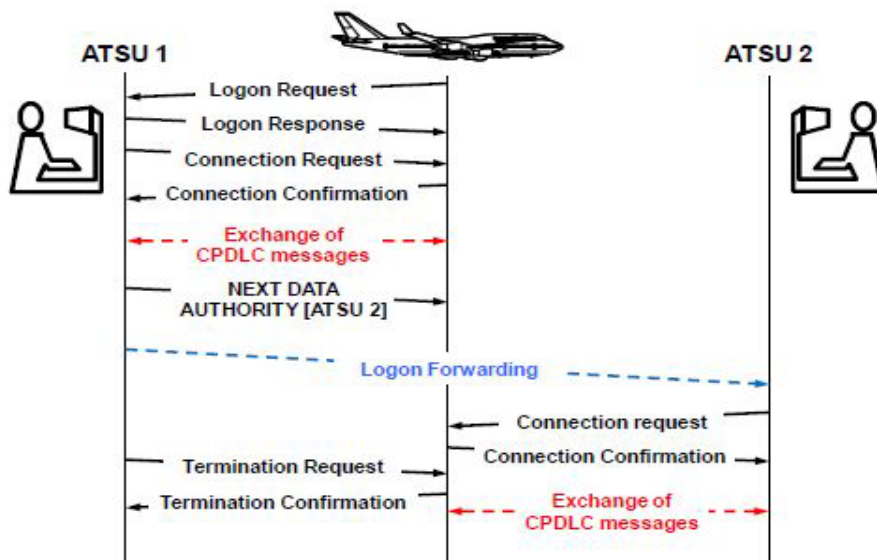 ATSU 1
ATSU 2
Logon Request
Logon Response
Connection Request
Connection Confirmation
Exchange of
CPDLC messages
NEXT DATA
AUTHORITY [ATSU 2]
Logon Forwarding
Connection request
Connection Confirmation
Termination Request
Termination Confirmation
Exchange of
CPDLC messages